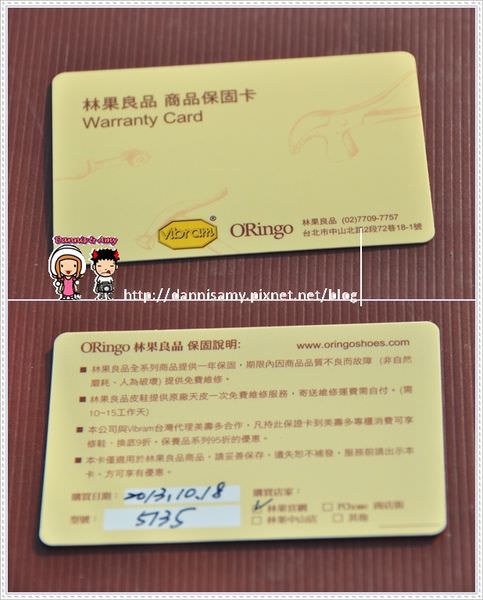 林果良品 商品保固卡
Warranty Card
Vibram®
ORingo
林果良品 (02)7709-7757
台北市中山北路2段72巷18-1號
Dannis & Amy
http://dannisamy.pixnet.net/blog
ORingo 林果良品 保固說明:
www.oringoshoes.com
■ 林果良品全系列商品提供一年保固，期限內因商品品質不良而故障 (非自然
磨耗、人為破壞) 提供免費維修。
■ 林果良品皮鞋提供原廠天皮一次免費維修服務，寄送維修運費需自付。(需
10-15工作天)
■ 本公司與Vibram台灣代理美壽多合作，凡持此保證卡到美壽多專櫃消費可享
修鞋、換底9折，保養品系列95折的優惠。
■ 本卡僅適用於林果良品商品，請妥善保存，遺失恕不補發，服務前請出示本
卡，方可享有優惠。
購買日期: 2013.10.18
購買店家:
☑ 林果官網 □ PChome 商店街
型號: 5735
□ 林果中山店 □ 其他